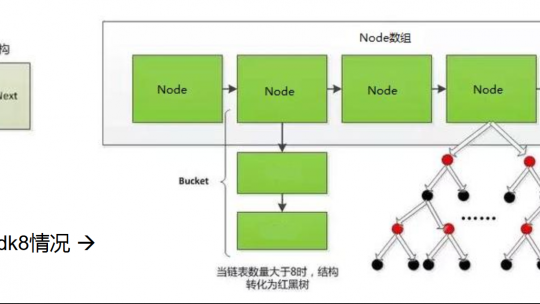 Node数组
构
Next
Node
Node
Node
Node
Bucket
......
dk8情况 →
当链表数量大于8时，结构
转化为红黑树